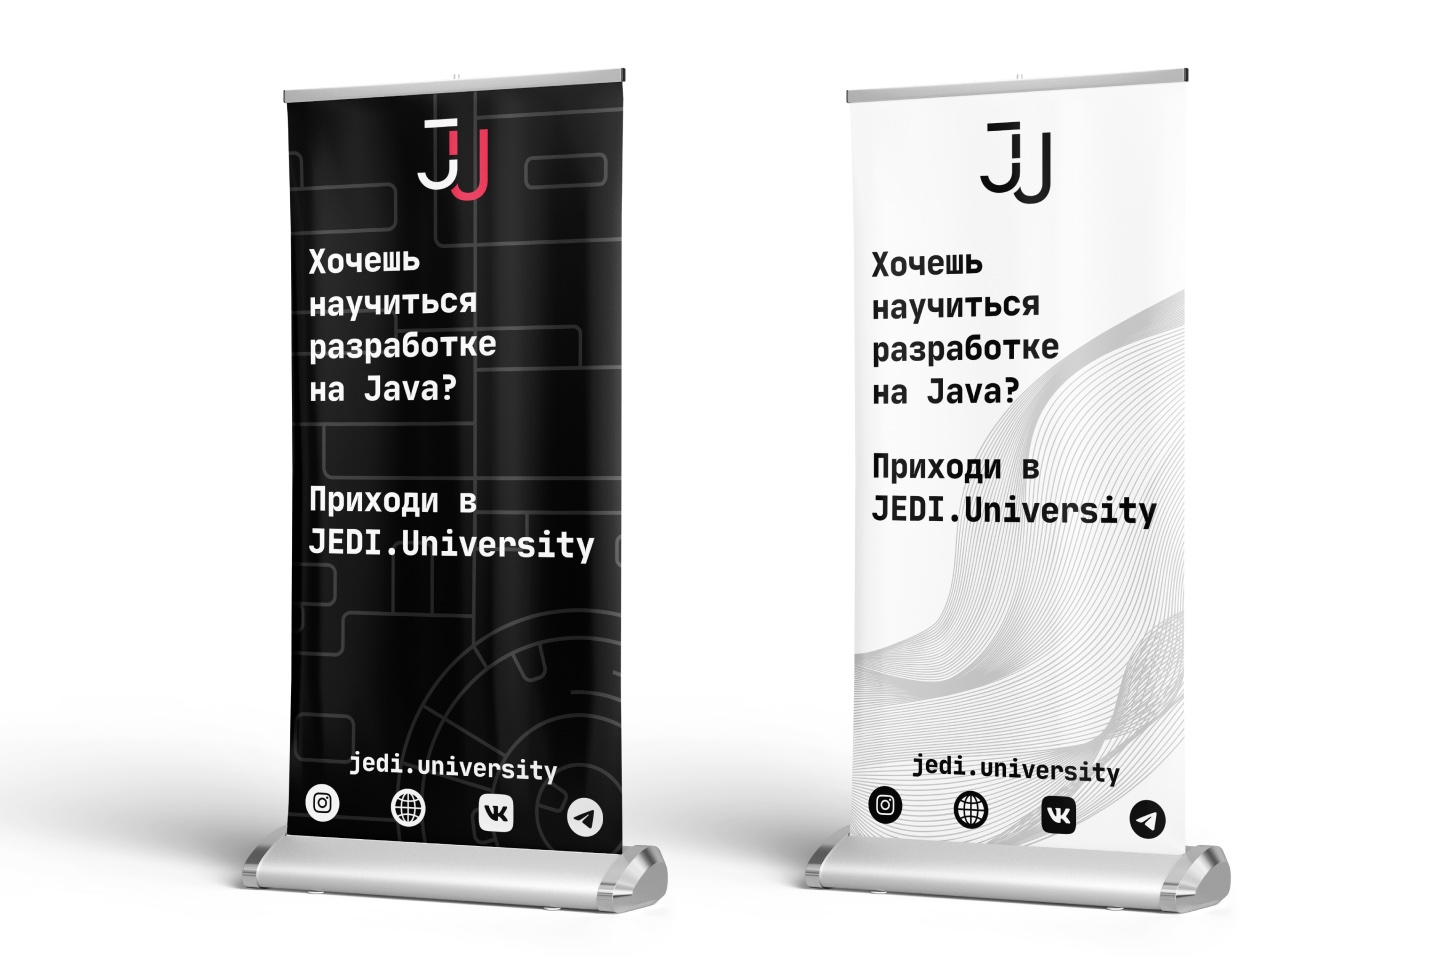 Хочешь
научиться
разработке
на Java?
Приходи в
JEDI.University
jedi.university
Хочешь
научиться
разработке
на Java?
Приходи в
JEDI.University
jedi.university